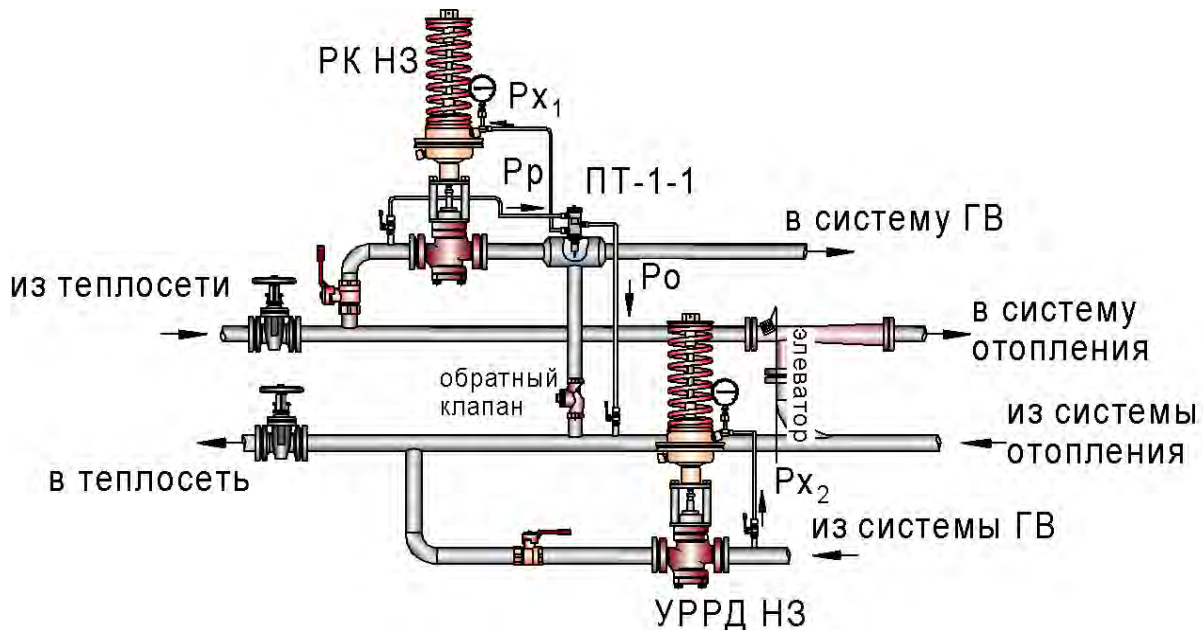 РК НЗ
Рх₁
Рр
ПТ-1-1
в систему ГВ
из теплосети
Ро
в систему
отопления
элеватор
обратный
клапан
из системы
отопления
в теплосеть
Рх₂
из системы ГВ
УРРД НЗ